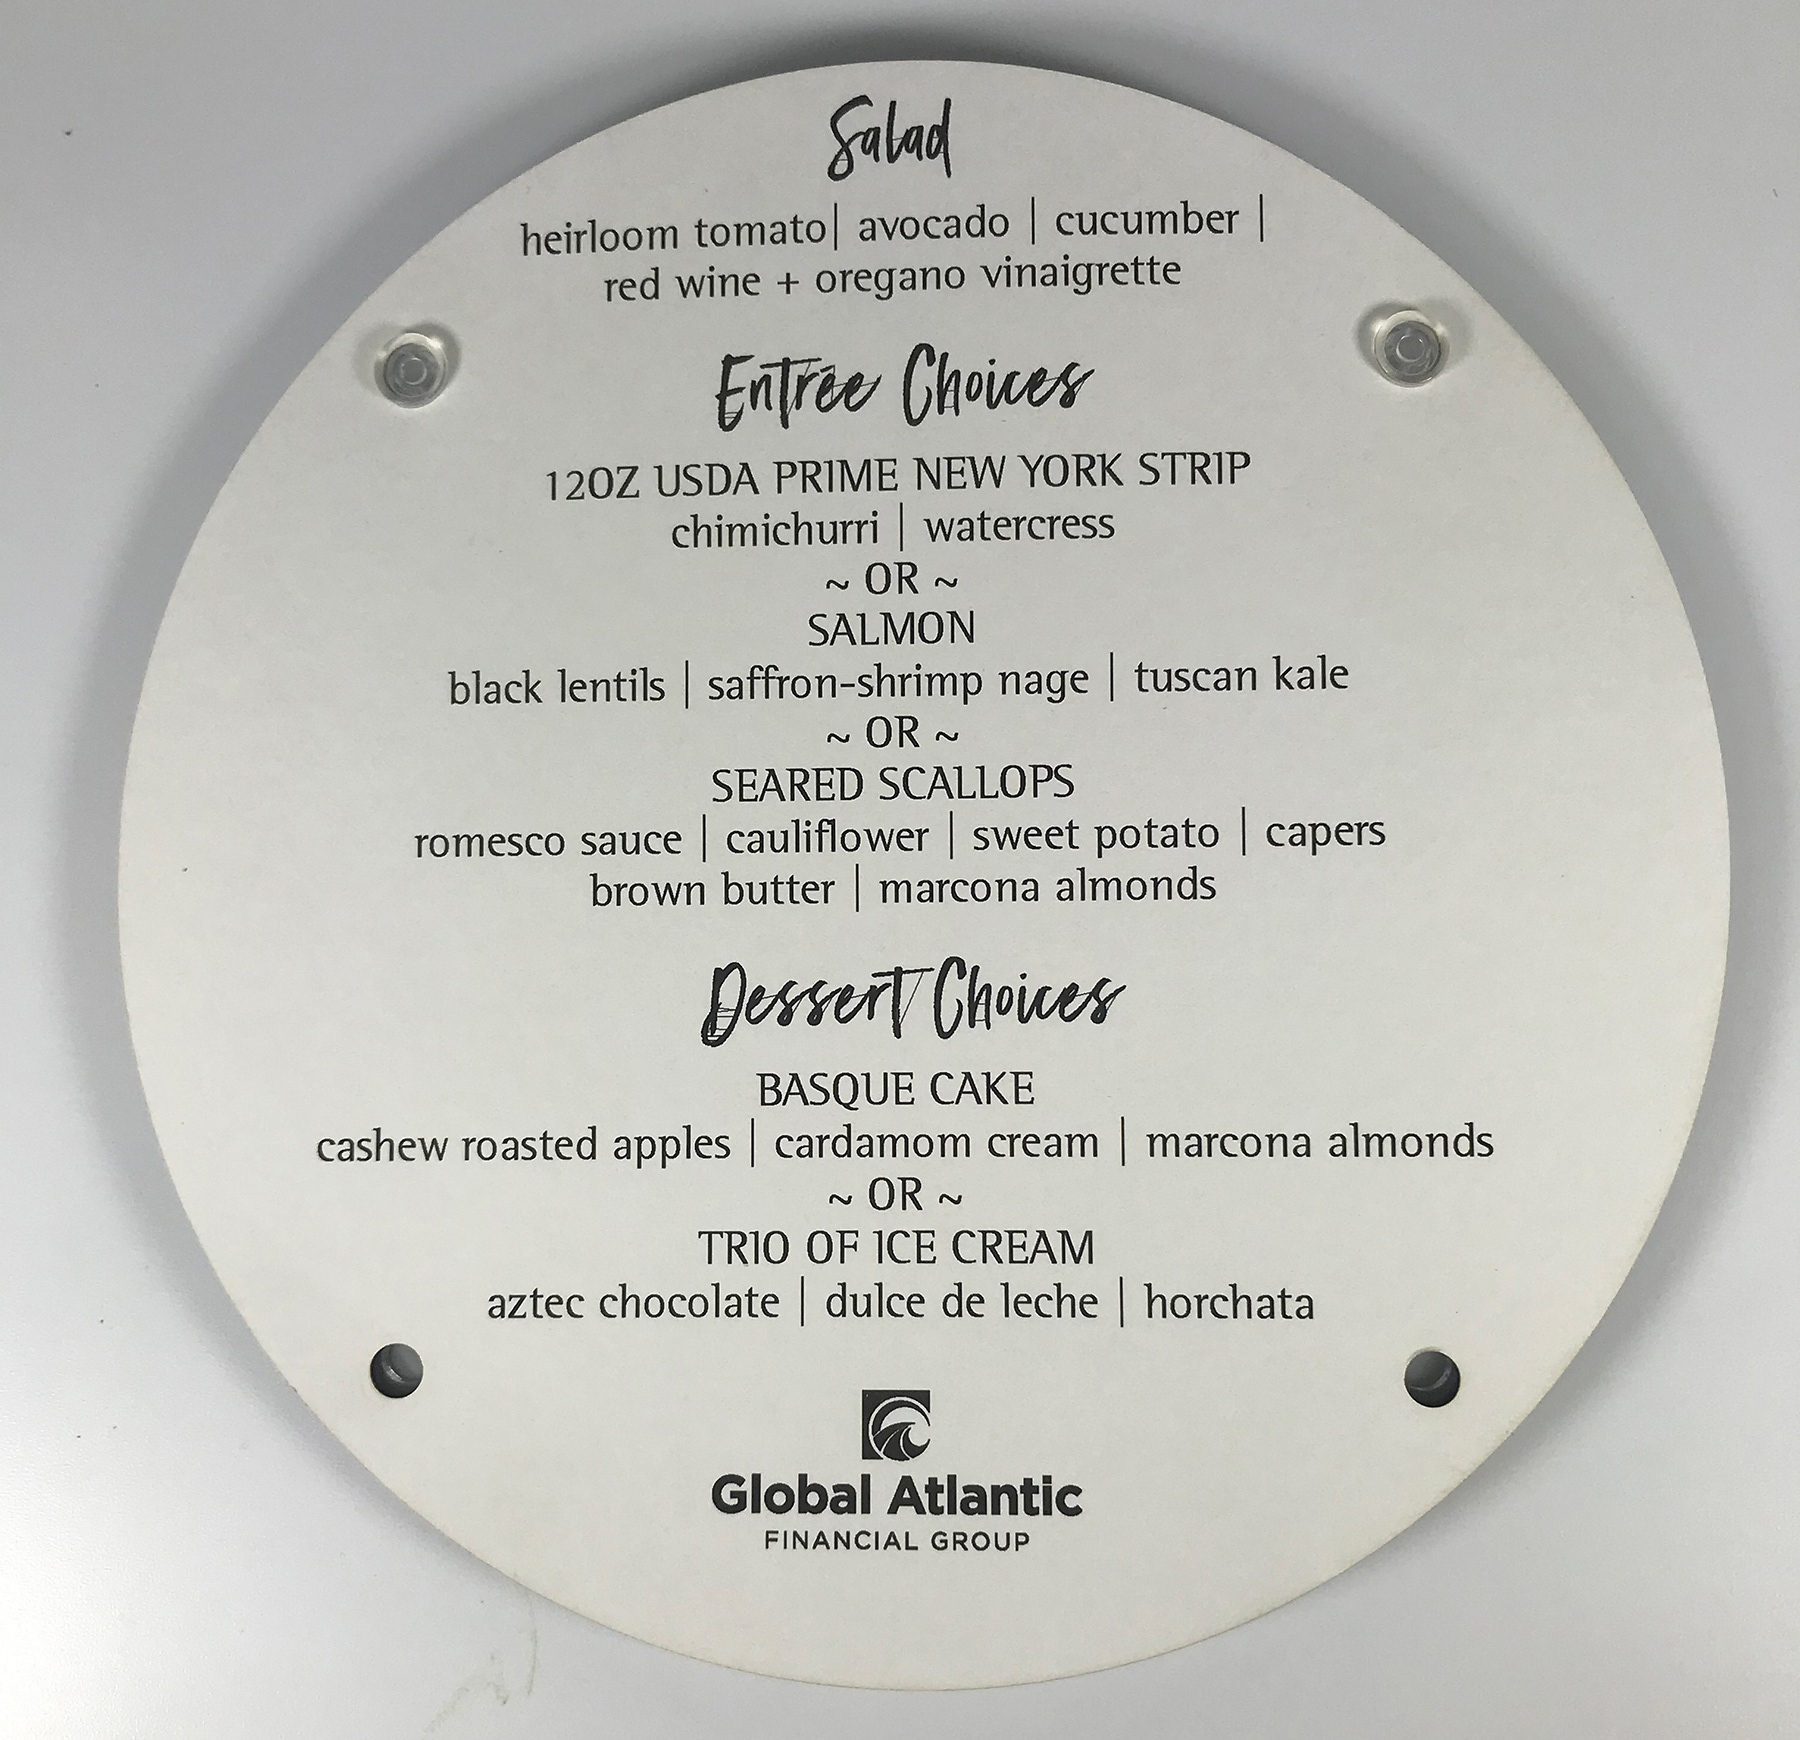 Salad
heirloom tomato| avocado | cucumber |
red wine + oregano vinaigrette
Entrée Choices
12OZ USDA PRIME NEW YORK STRIP
chimichurri | watercress
~ OR ~
SALMON
black lentils | saffron-shrimp nage | tuscan kale
~ OR ~
SEARED SCALLOPS
romesco sauce | cauliflower | sweet potato | capers
brown butter | marcona almonds
Dessert Choices
BASQUE CAKE
cashew roasted apples | cardamom cream | marcona almonds
~ OR ~
TRIO OF ICE CREAM
aztec chocolate | dulce de leche | horchata
Global Atlantic
FINANCIAL GROUP